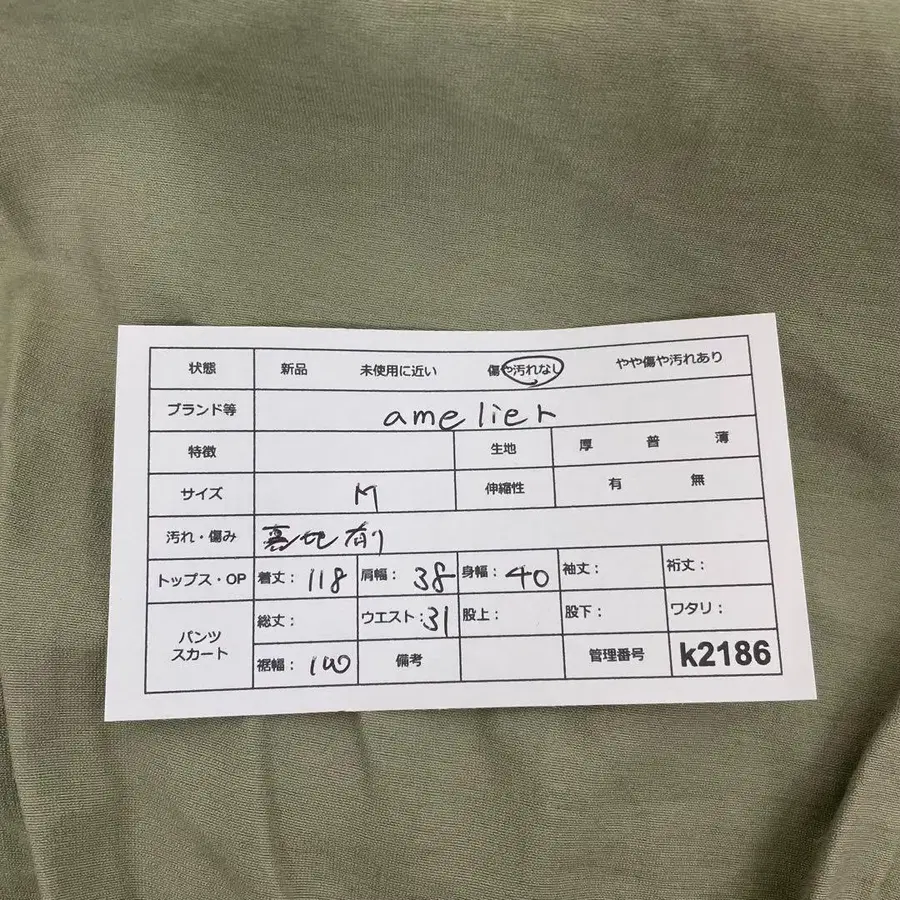 状態 新品 未使用に近い 傷や汚れなし やや傷や汚れあり
ブランド等 amelier
特徴 生地 厚 普 薄
サイズ M 伸縮性 有 無
汚れ・傷み 裏地有り
トップス・OP 着丈: 118 肩幅: 38 身幅: 40 袖丈: 裄丈:
パンツ スカート 総丈: ウエスト: 31 股上: 股下: ワタリ:
裾幅: 100 備考 管理番号 k2186